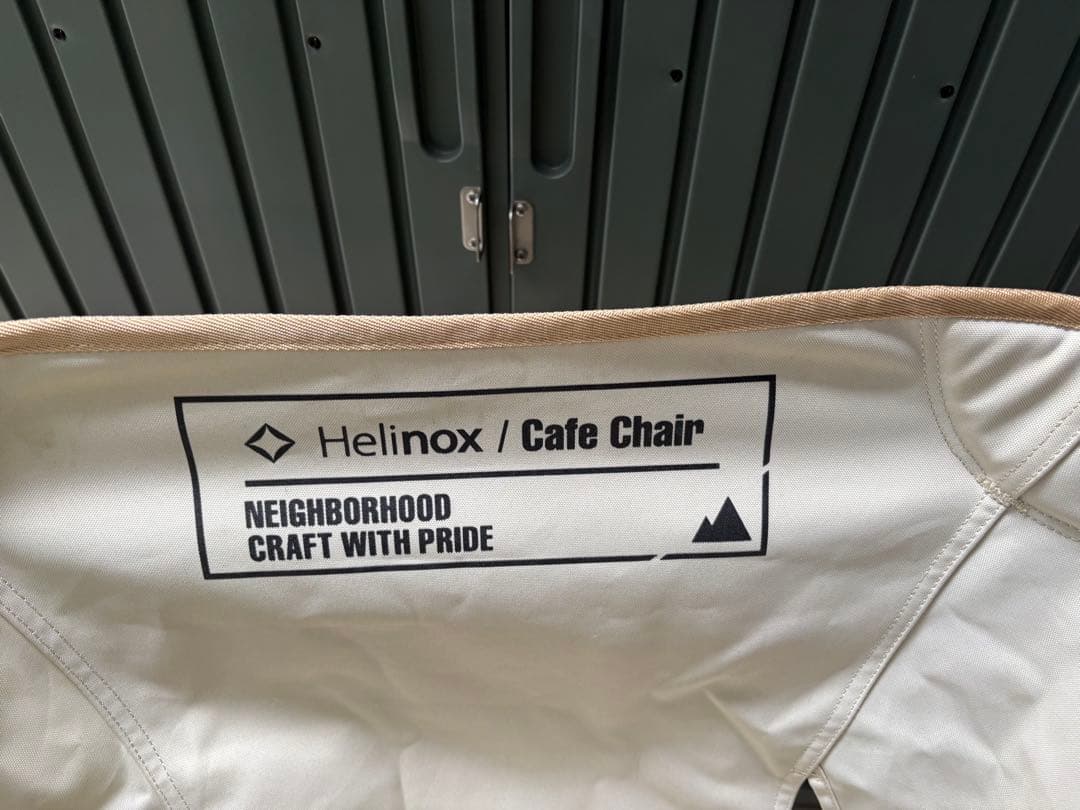 Helinox / Cafe Chair
NEIGHBORHOOD
CRAFT WITH PRIDE